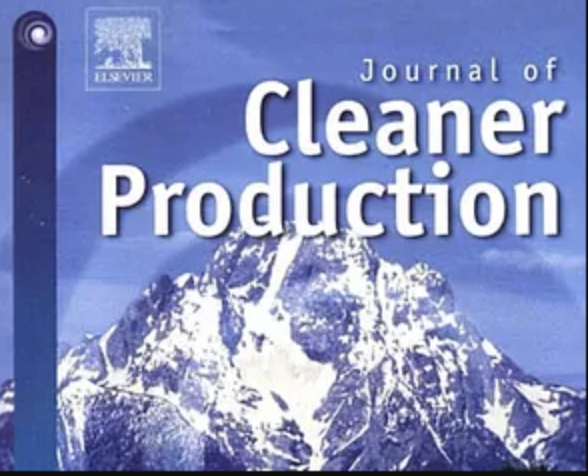 ELSEVIER
Journal of
Cleaner
Production